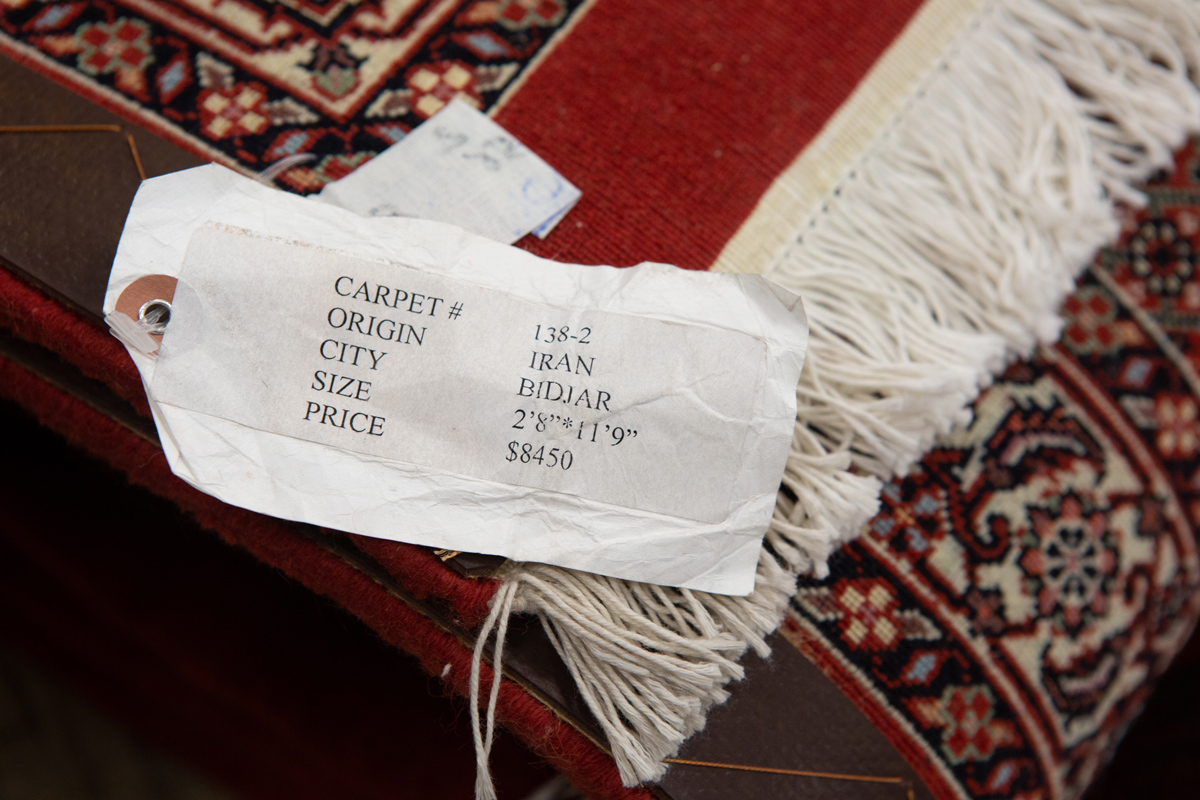 CARPET # 138-2
ORIGIN IRAN
CITY BIDJAR
SIZE 2’8”*11’9”
PRICE $8450